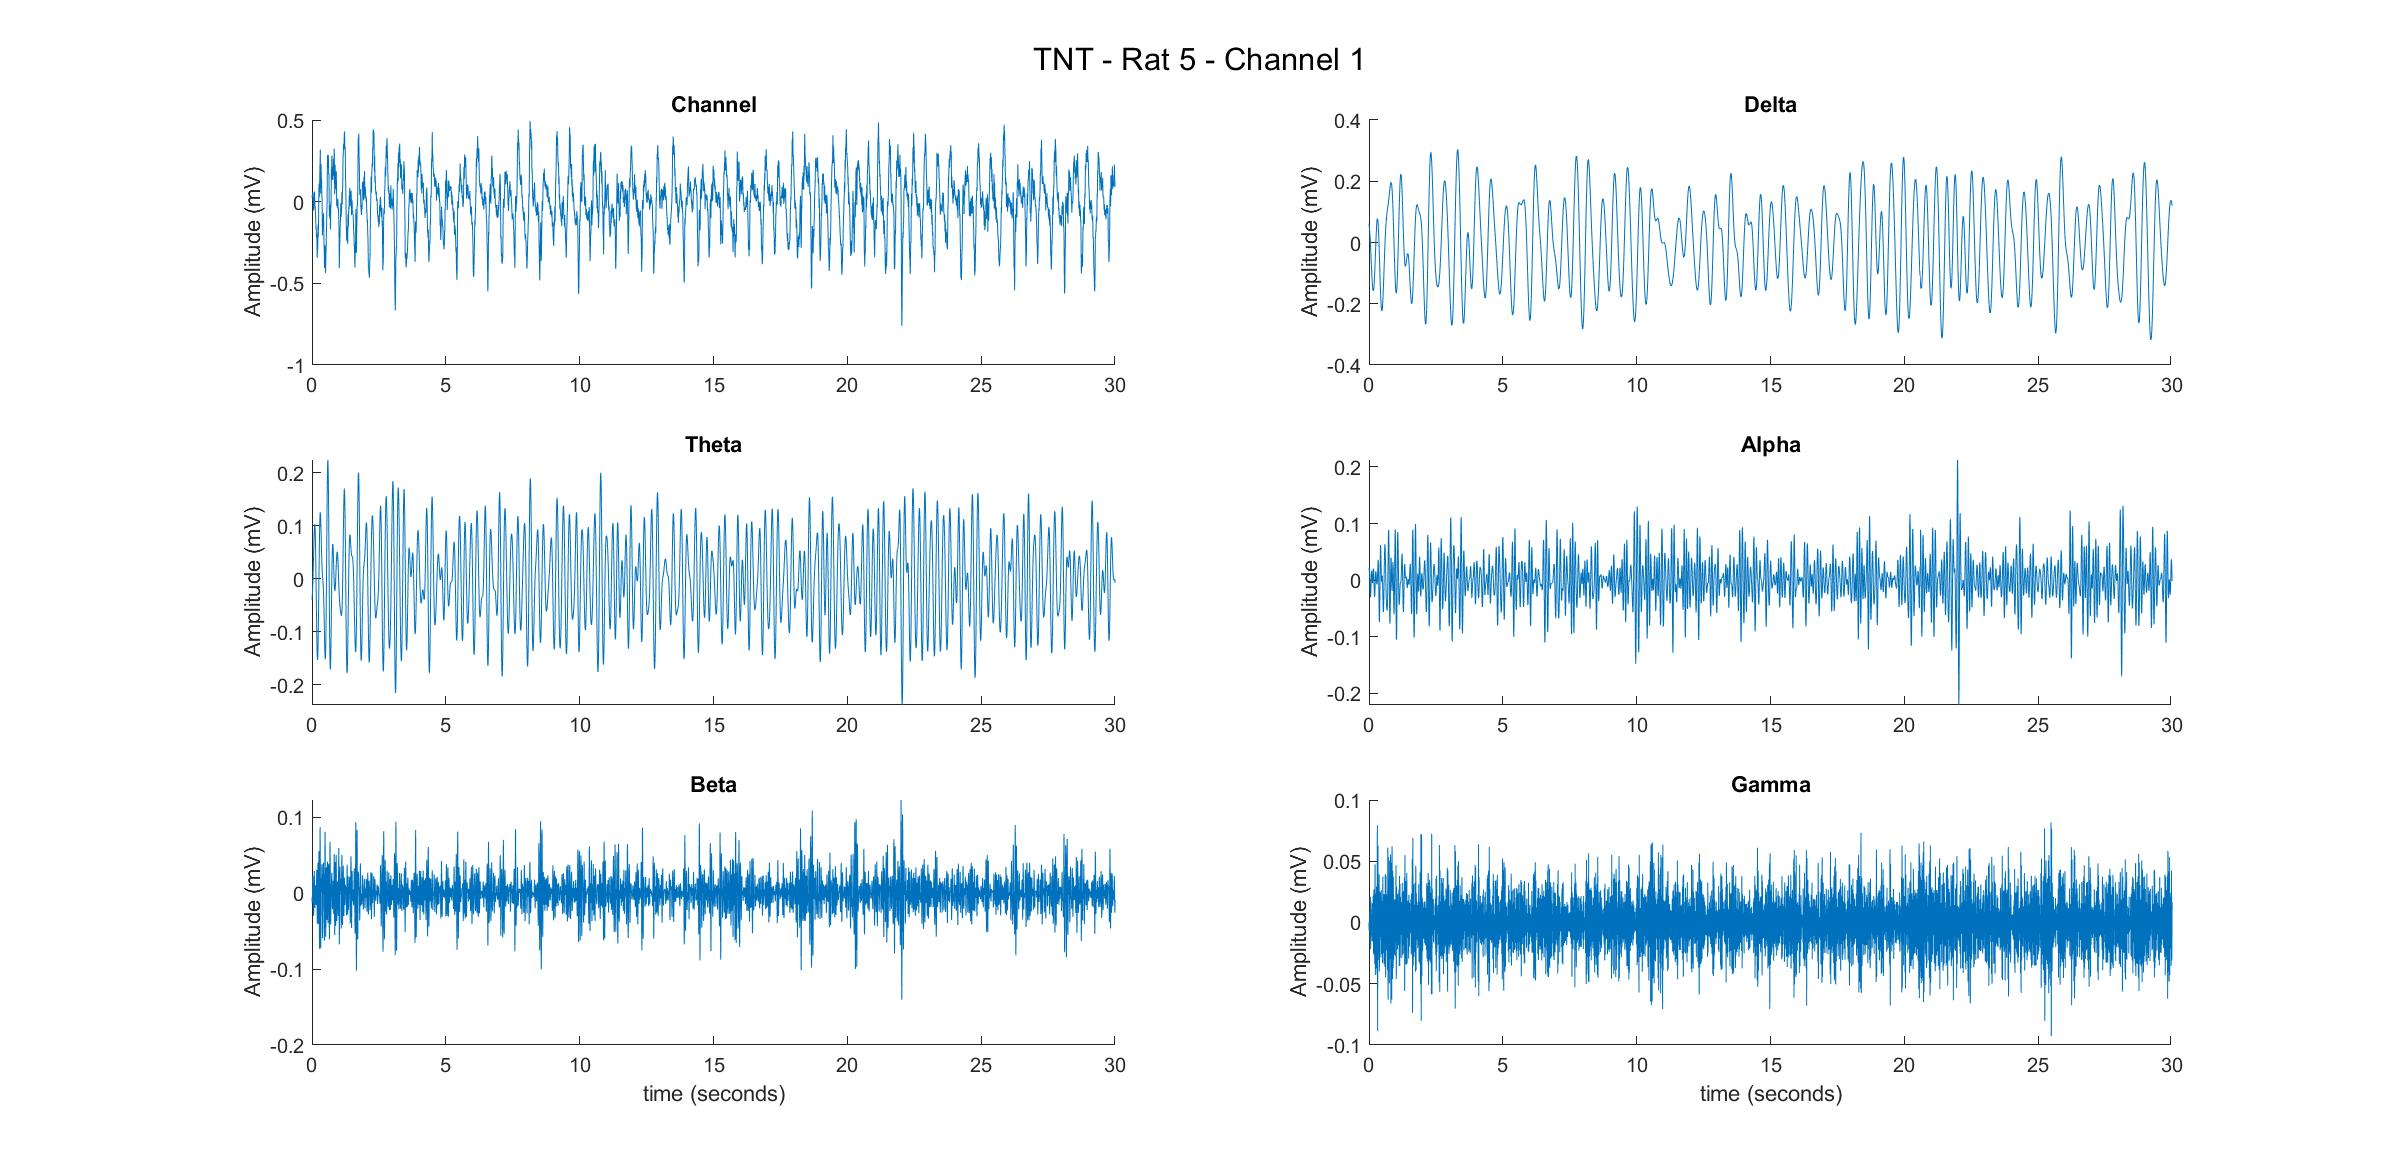 TNT - Rat 5 - Channel 1
Channel
Amplitude (mV)
0.5
0
-0.5
-1
0 5 10 15 20 25 30
Delta
Amplitude (mV)
0.4
0.2
0
-0.2
-0.4
0 5 10 15 20 25 30
Theta
Amplitude (mV)
0.2
0.1
0
-0.1
-0.2
0 5 10 15 20 25 30
Alpha
Amplitude (mV)
0.2
0.1
0
-0.1
-0.2
0 5 10 15 20 25 30
Beta
Amplitude (mV)
0.1
0
-0.1
-0.2
0 5 10 15 20 25 30
time (seconds)
Gamma
Amplitude (mV)
0.1
0.05
0
-0.05
-0.1
0 5 10 15 20 25 30
time (seconds)